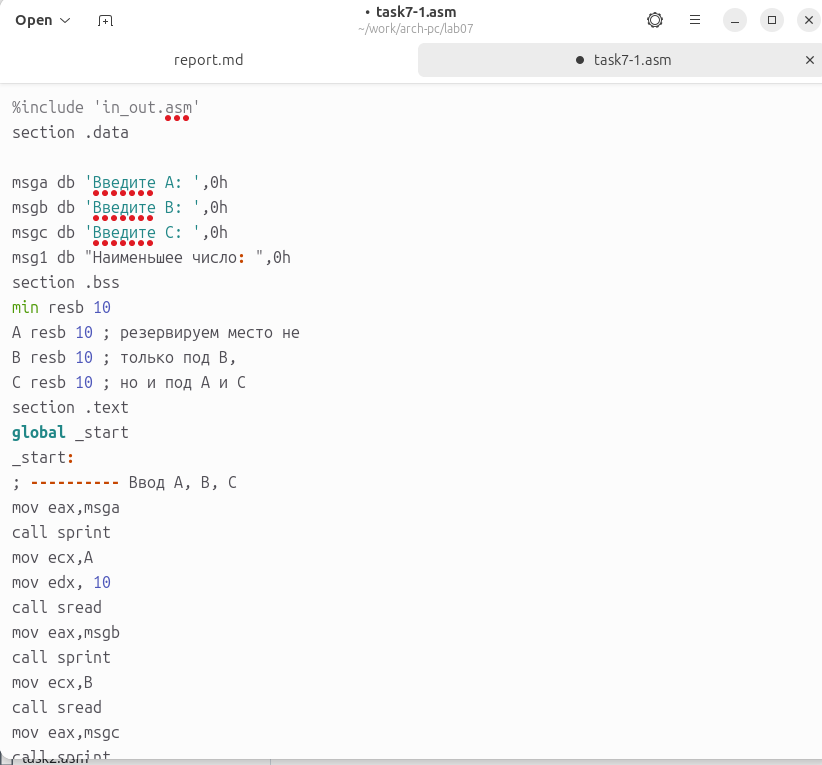 Open
• task7-1.asm
~/work/arch-pc/lab07
report.md
task7-1.asm
%include 'in_out.asm'
section .data
msga db 'Введите A: ',0h
msgb db 'Введите B: ',0h
msgc db 'Введите C: ',0h
msg1 db "Наименьшее число: ",0h
section .bss
min resb 10
A resb 10 ; резервируем место не
B resb 10 ; только под B,
C resb 10 ; но и под A и C
section .text
global _start
_start:
; ---------- Ввод A, B, C
mov eax,msga
call sprint
mov ecx,A
mov edx, 10
call sread
mov eax,msgb
call sprint
mov ecx,B
call sread
mov eax,msgc
call sprint
task2.asm